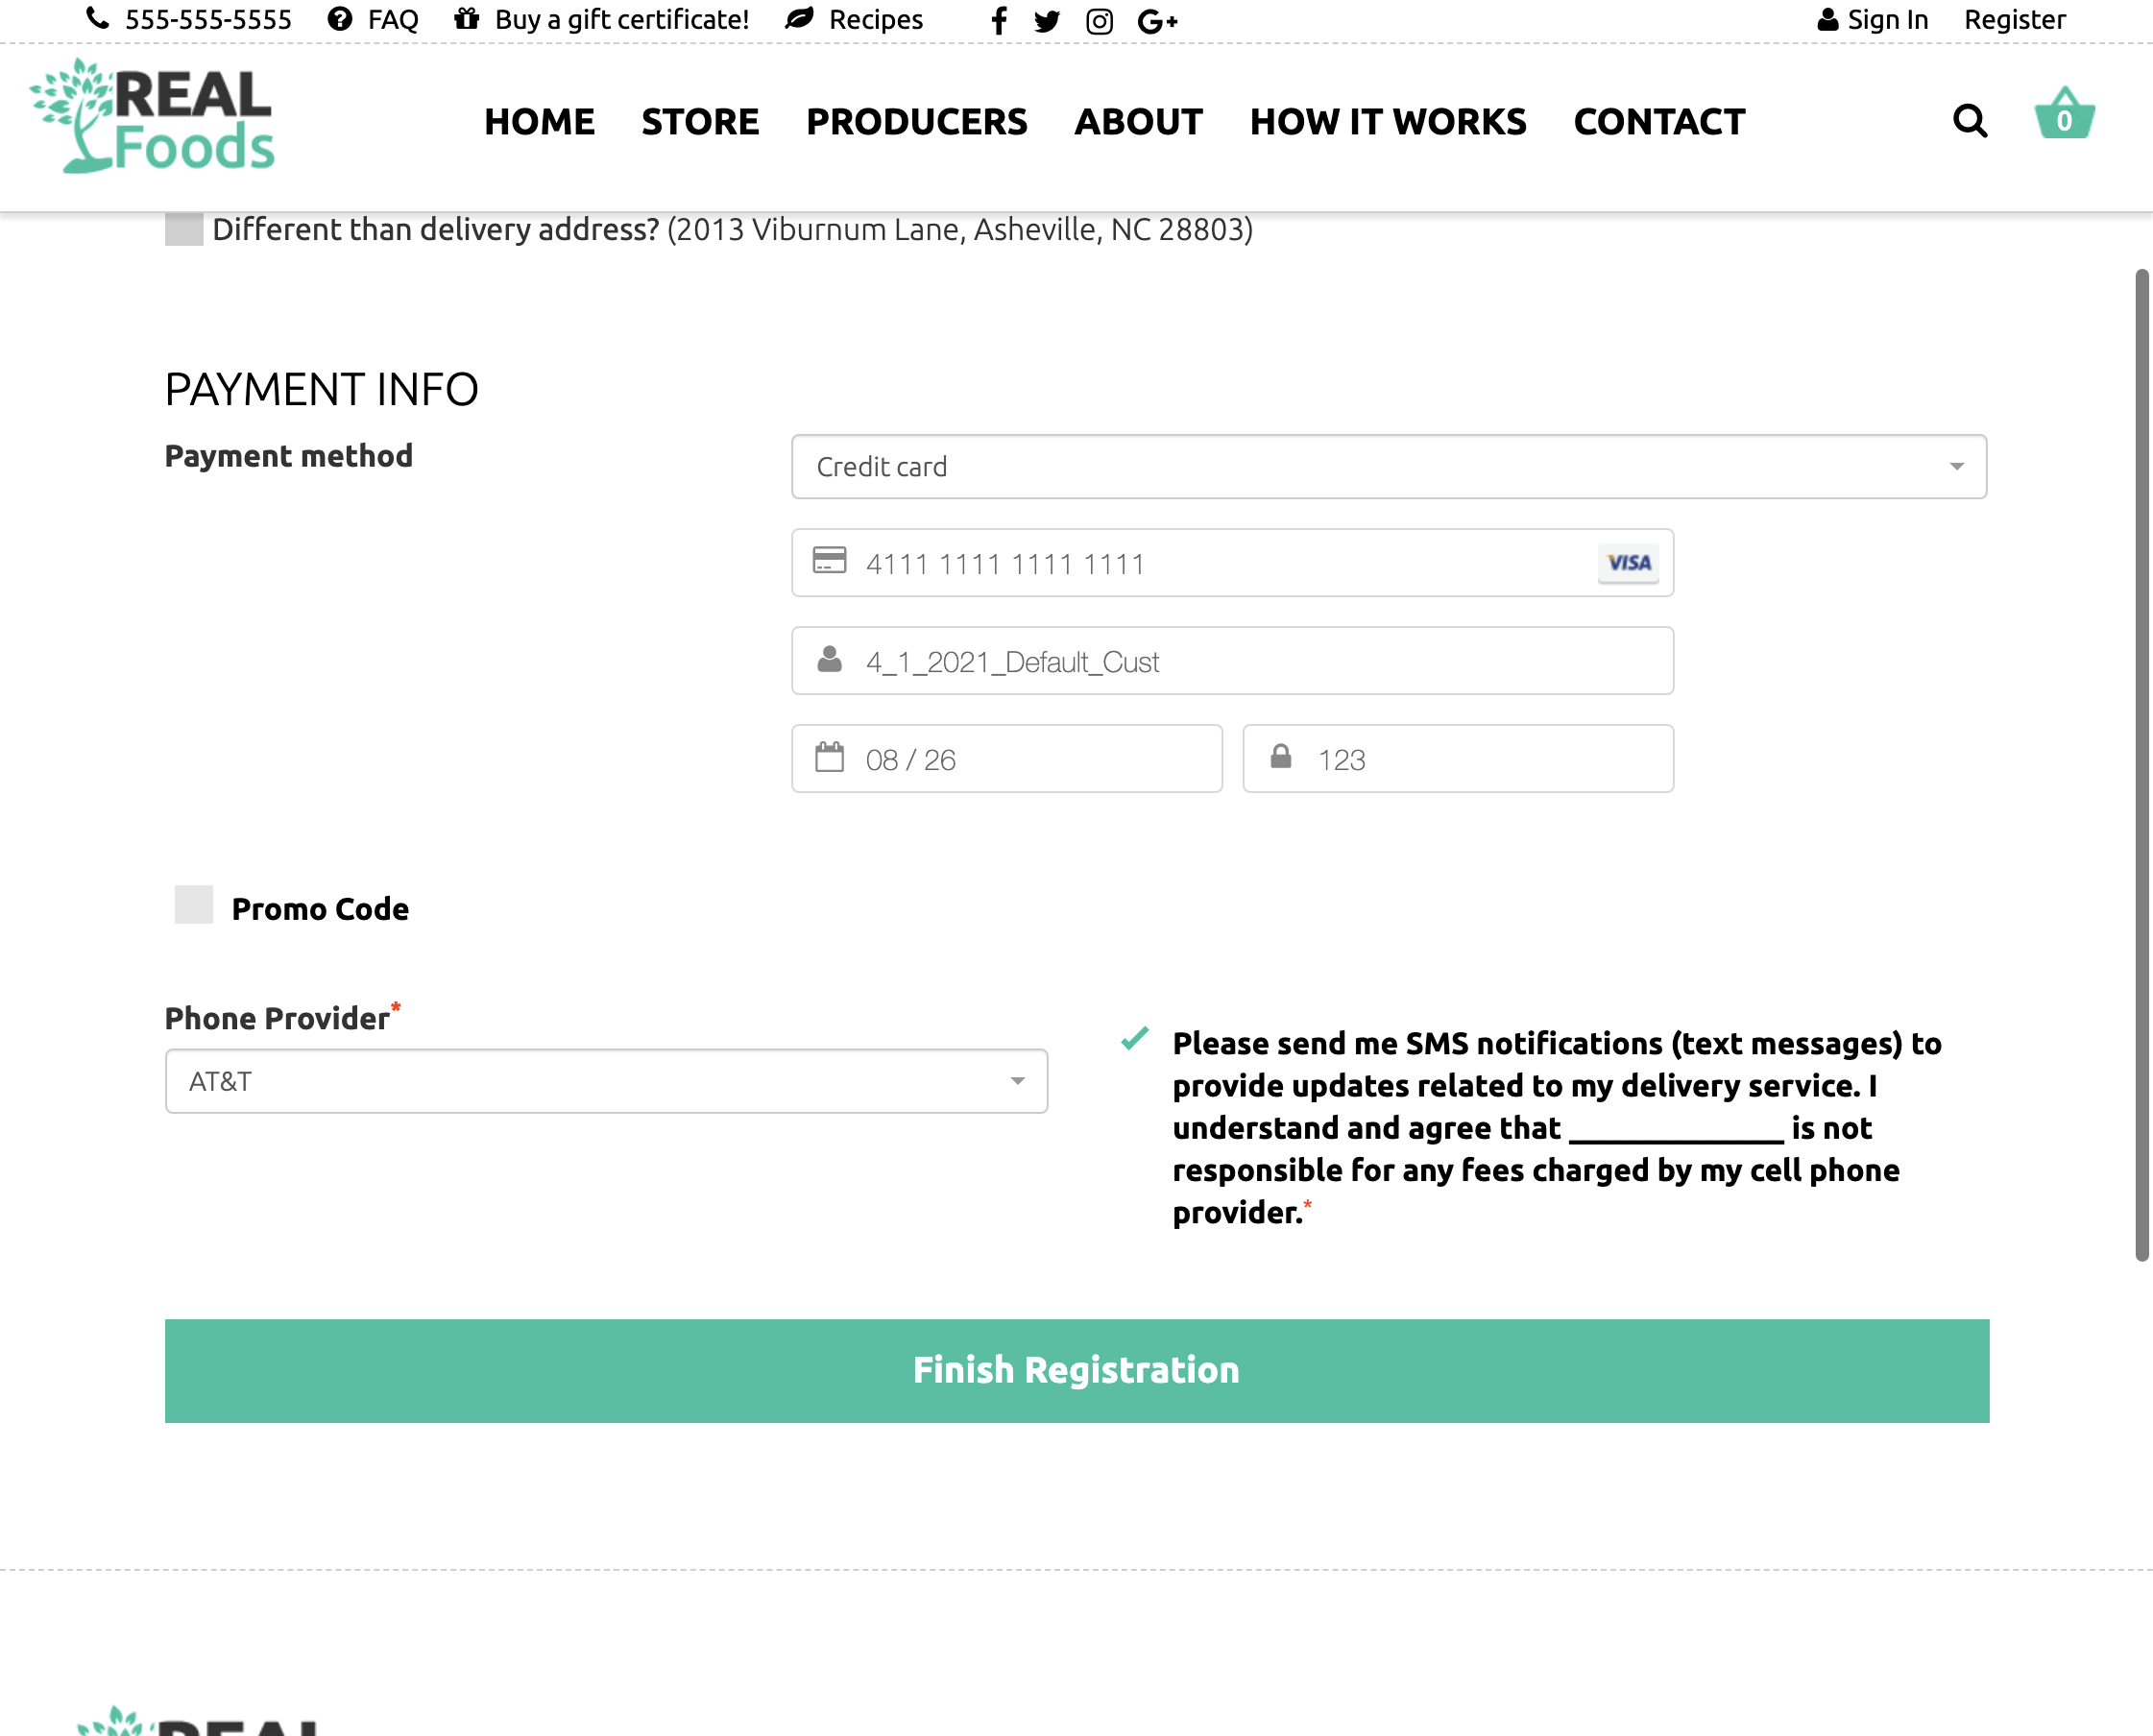 555-555-5555 FAQ Buy a gift certificate! Recipes Sign In Register
REAL
Foods
HOME STORE PRODUCERS ABOUT HOW IT WORKS CONTACT
0
Different than delivery address? (2013 Viburnum Lane, Asheville, NC 28803)
PAYMENT INFO
Payment method
Credit card
4111 1111 1111 1111
VISA
4_1_2021_Default_Cust
08 / 26
123
Promo Code
Phone Provider*
AT&T
Please send me SMS notifications (text messages) to
provide updates related to my delivery service. I
understand and agree that ______________ is not
responsible for any fees charged by my cell phone
provider.*
Finish Registration
REAL